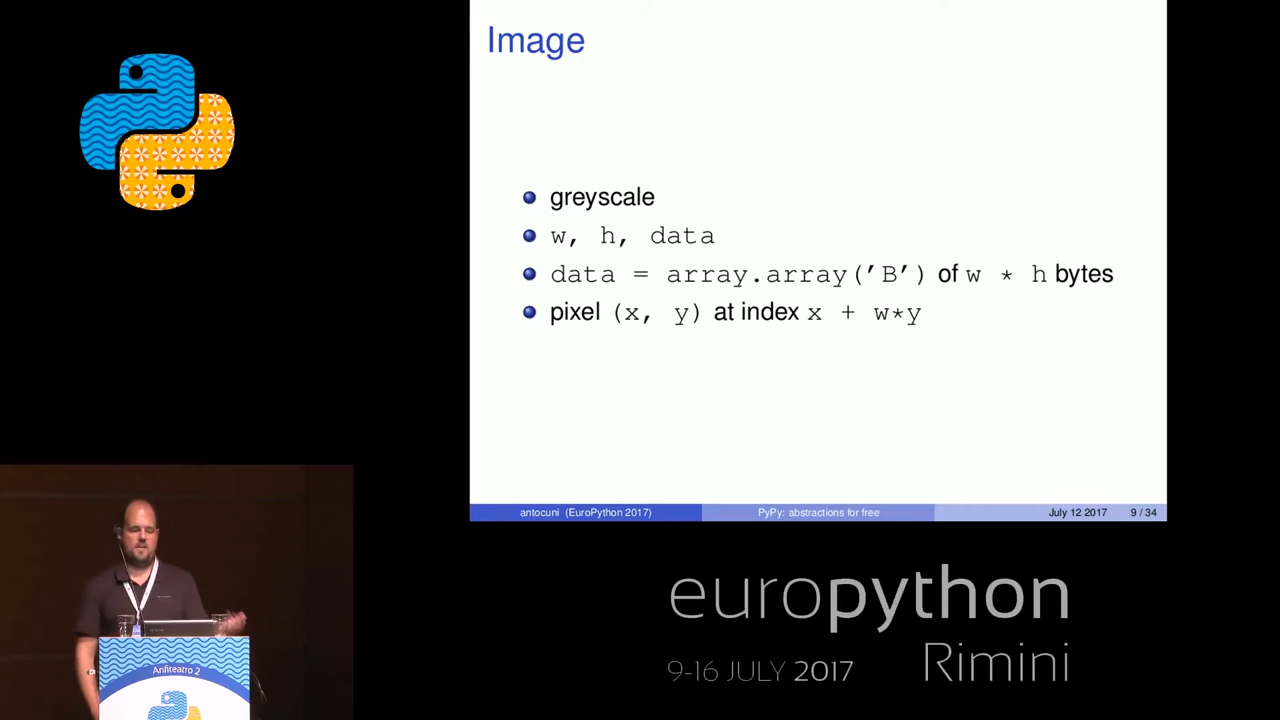 Image
greyscale
w, h, data
data = array.array('B') of w * h bytes
pixel (x, y) at index x + w*y
antocuni (EuroPython 2017)
PyPy: abstractions for free
July 12 2017
9 / 34
europython
9-16 JULY 2017
Rimini
Anfiteatro 2